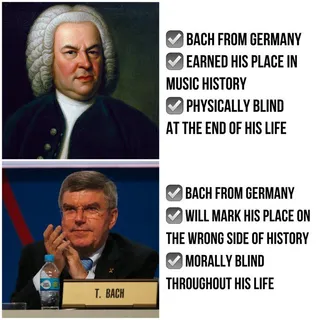 BACH FROM GERMANY
EARNED HIS PLACE IN
MUSIC HISTORY
PHYSICALLY BLIND
AT THE END OF HIS LIFE
BACH FROM GERMANY
WILL MARK HIS PLACE ON
THE WRONG SIDE OF HISTORY
MORALLY BLIND
THROUGHOUT HIS LIFE
T. BACH